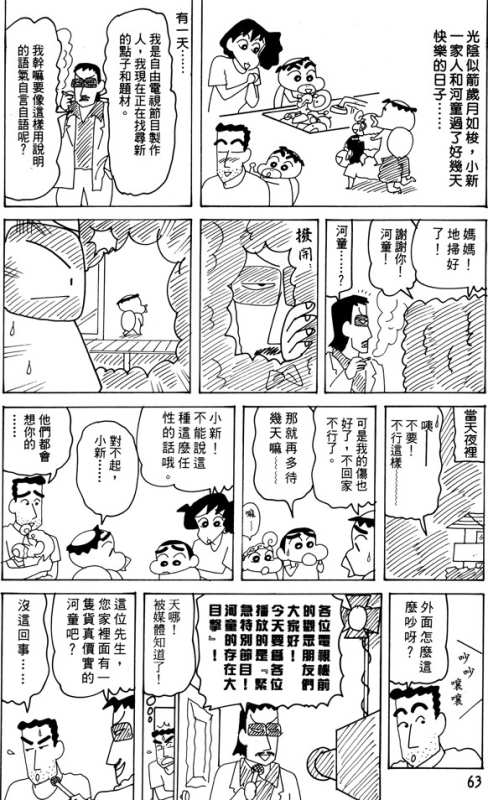 光陰似箭歲月如梭，小新
一家人和河童過了好幾天
快樂的日子……
有一天……
我是自由電視節目製作
人，我現在正在找尋新
的點子和題材。
我幹嘛要像這樣用說明
的語氣自言自語呢？
媽媽！
地掃好
了！
謝謝你！
河童！
河童……？
撥開…
當天夜裡
咦——
不要！
不行這樣……
可是我的傷也
好了，不回家
不行了。
那就再多待
幾天嘛……
嘛…
小新！
不能說這
種這麼任
性的話哦。
對不起，
小新……
他們都會
想你的
外面怎麼這
麼吵呀？
吵吵
嚷嚷
各位電視機前
的觀眾朋友們
大家好！
今天要為各位
播放的是『緊
急特別節目！
河童的存在大
目擊』！
天哪！
被媒體知道了！
這位先生，
您家裡面有一
隻貨真價實的
河童吧？
沒這回事……
63